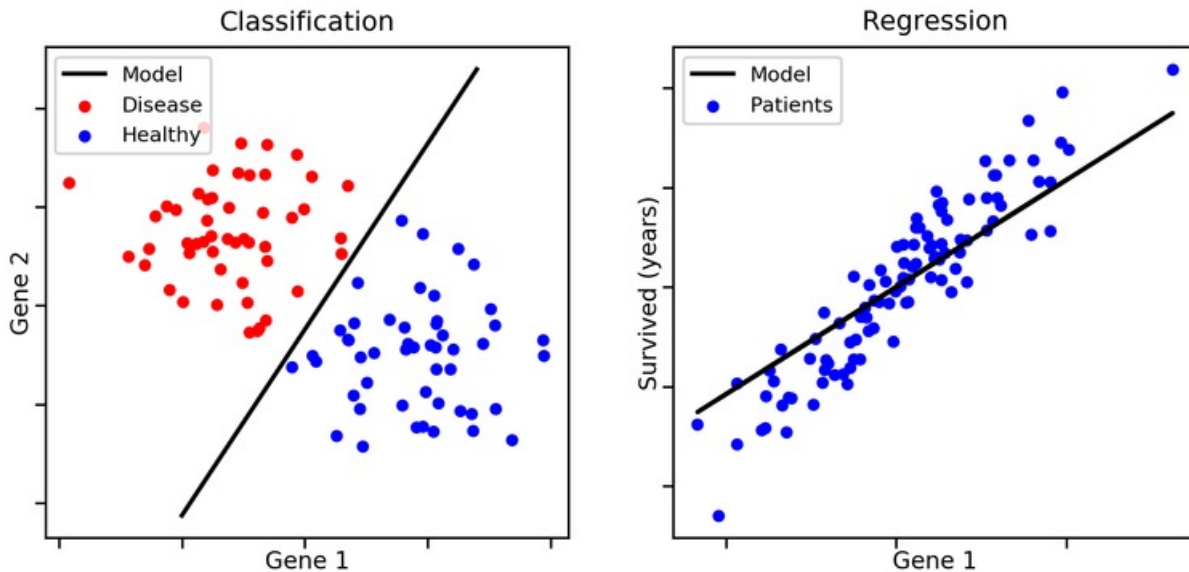 Classification
Model
Disease
Healthy
Gene 2
Gene 1
Regression
Model
Patients
Survived (years)
Gene 1